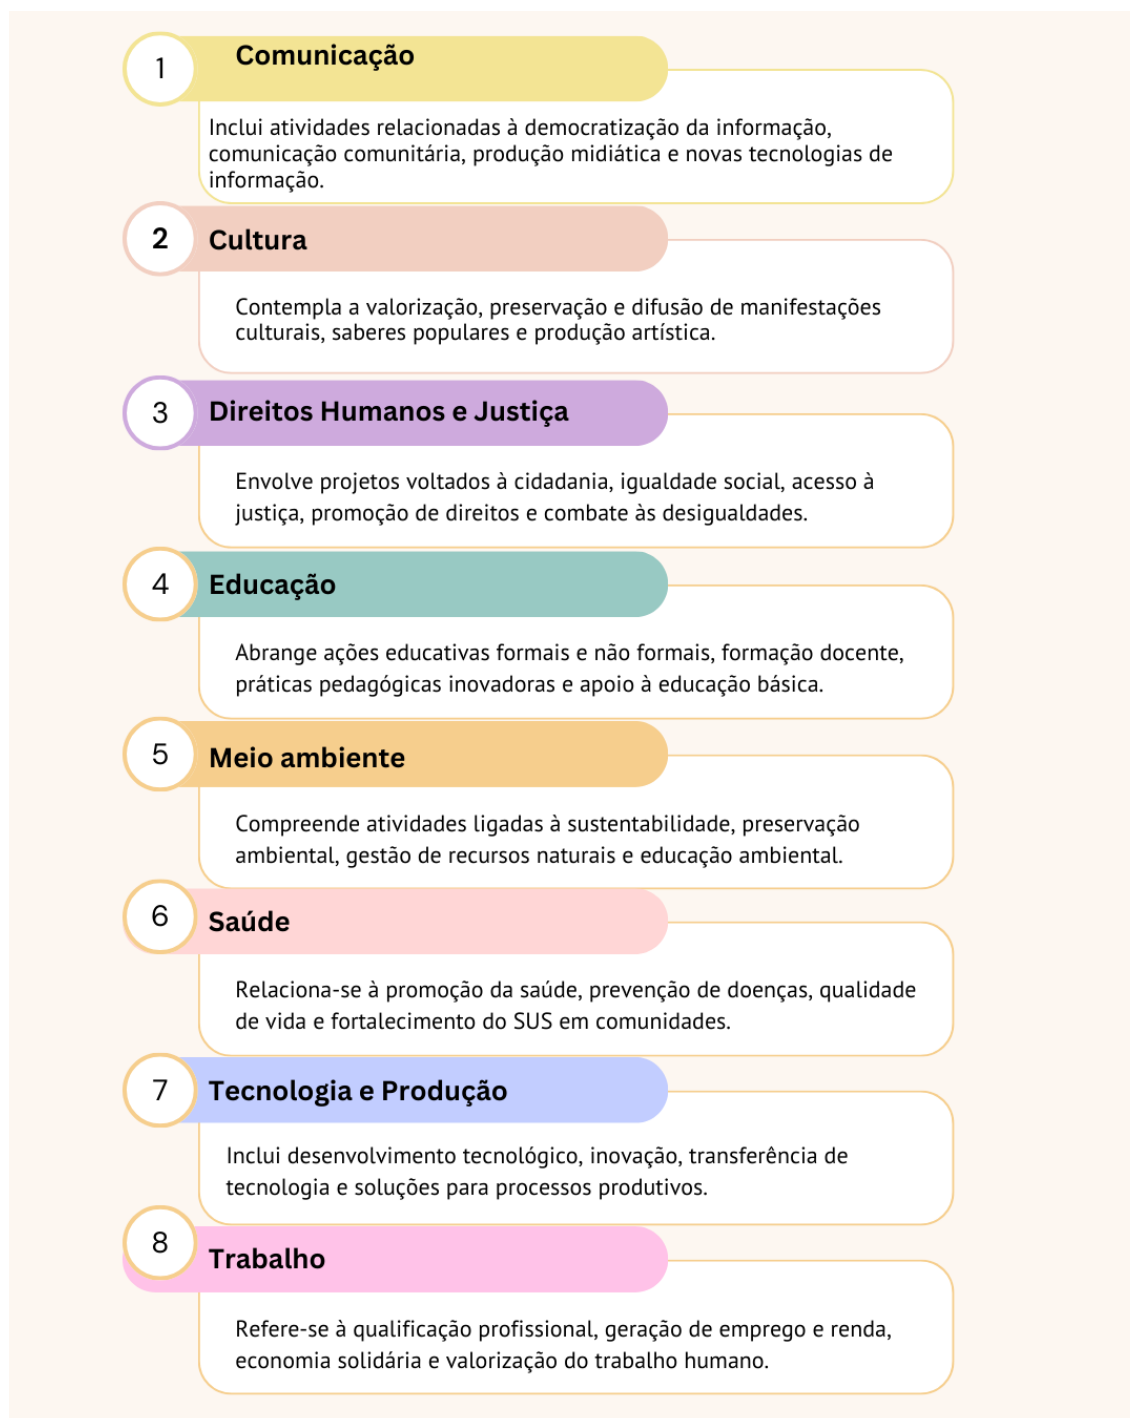 1
Comunicação
Inclui atividades relacionadas à democratização da informação,
comunicação comunitária, produção midiática e novas tecnologias de
informação.
2
Cultura
Contempla a valorização, preservação e difusão de manifestações
culturais, saberes populares e produção artística.
3
Direitos Humanos e Justiça
Envolve projetos voltados à cidadania, igualdade social, acesso à
justiça, promoção de direitos e combate às desigualdades.
4
Educação
Abrange ações educativas formais e não formais, formação docente,
práticas pedagógicas inovadoras e apoio à educação básica.
5
Meio ambiente
Compreende atividades ligadas à sustentabilidade, preservação
ambiental, gestão de recursos naturais e educação ambiental.
6
Saúde
Relaciona-se à promoção da saúde, prevenção de doenças, qualidade
de vida e fortalecimento do SUS em comunidades.
7
Tecnologia e Produção
Inclui desenvolvimento tecnológico, inovação, transferência de
tecnologia e soluções para processos produtivos.
8
Trabalho
Refere-se à qualificação profissional, geração de emprego e renda,
economia solidária e valorização do trabalho humano.